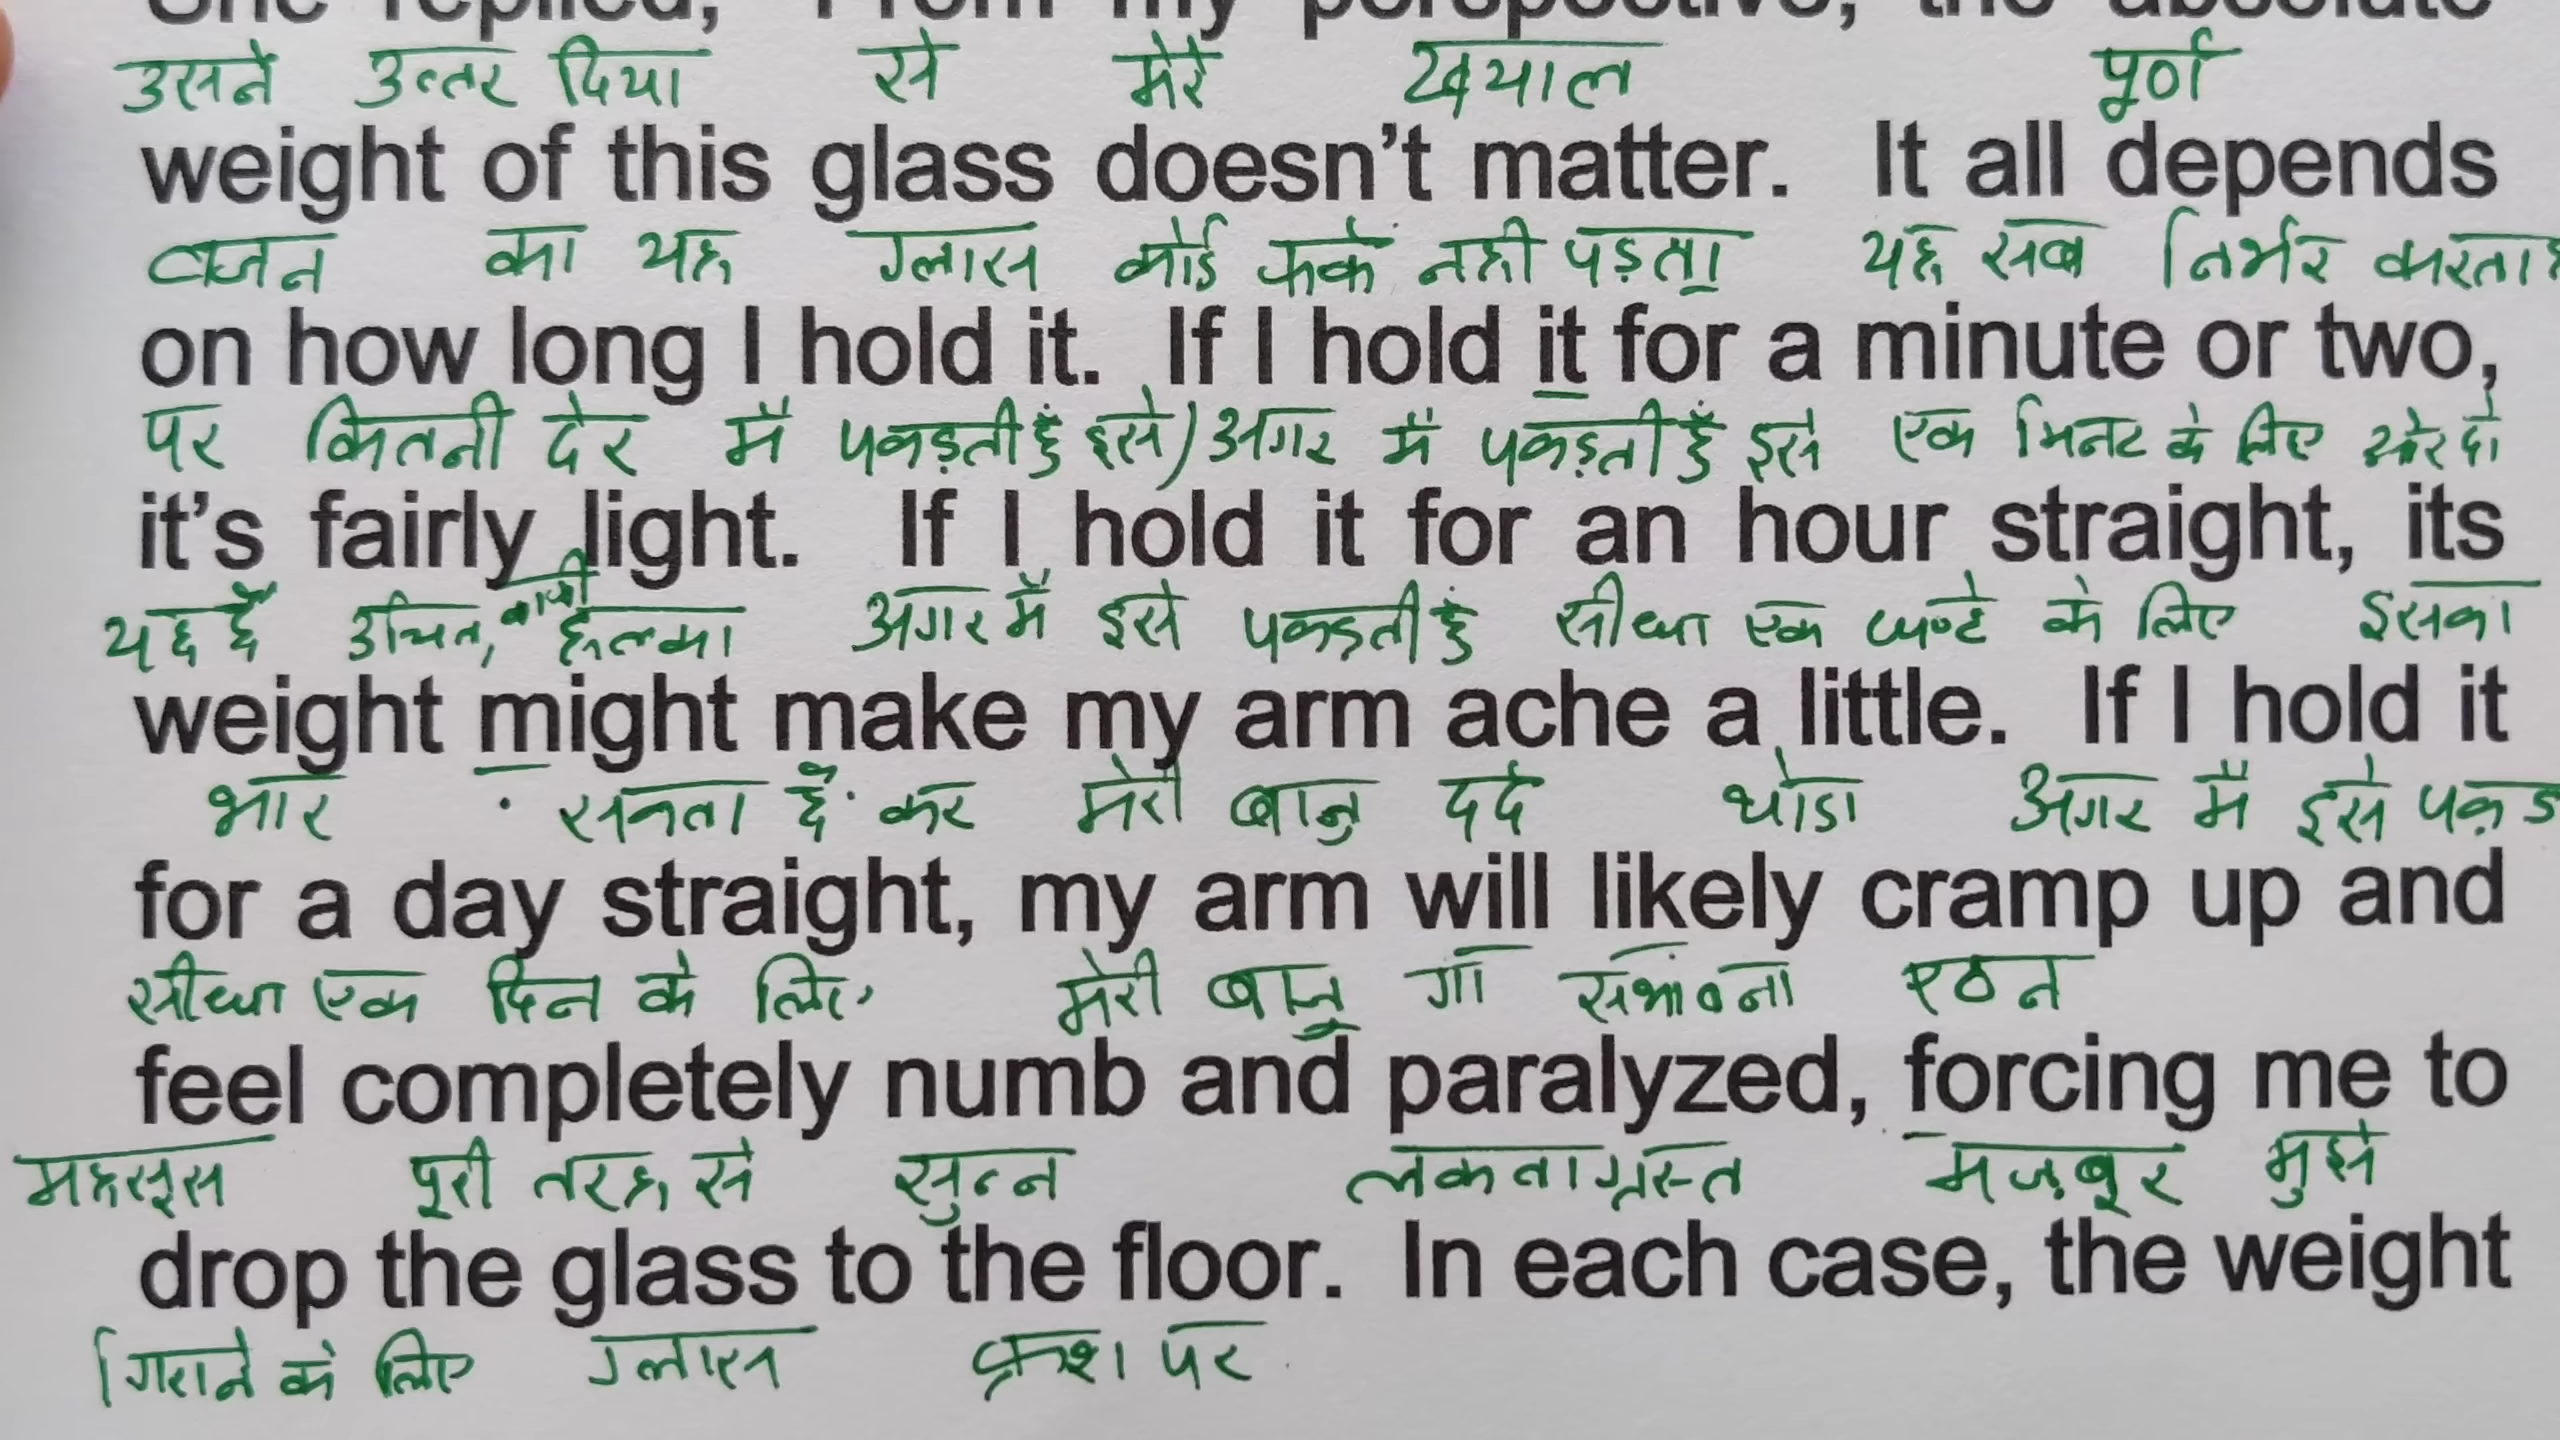 She replied, "From my perspective, the absolute
उसने उत्तर दिया से मेरे ख्याल पूर्ण
weight of this glass doesn't matter. It all depends
वजन का यह ग्लास कोई फर्क नही पड़ता यह सब निर्भर करता है
on how long I hold it. If I hold it for a minute or two,
पर कितनी देर मैं पकड़ती हूँ इसे) अगर मैं पकड़ती हूँ इसे एक मिनट के लिए और दो
it's fairly light. If I hold it for an hour straight, its
यह है उचित, काफी हल्का अगर मैं इसे पकड़ती हूं सीधा एक घण्टे के लिए इसका
weight might make my arm ache a little. If I hold it
भार सकता है कर मेरी बाजु दर्द थोडा अगर मैं इसे पकड़
for a day straight, my arm will likely cramp up and
सीधा एक दिन के लिए मेरी बाजू गा संभावना एठन
feel completely numb and paralyzed, forcing me to
महसूस पूरी तरह से सुन्न लकवाग्रस्त मज़बूर मुझे
drop the glass to the floor. In each case, the weight
गिराने के लिए ग्लास फ्रश पर